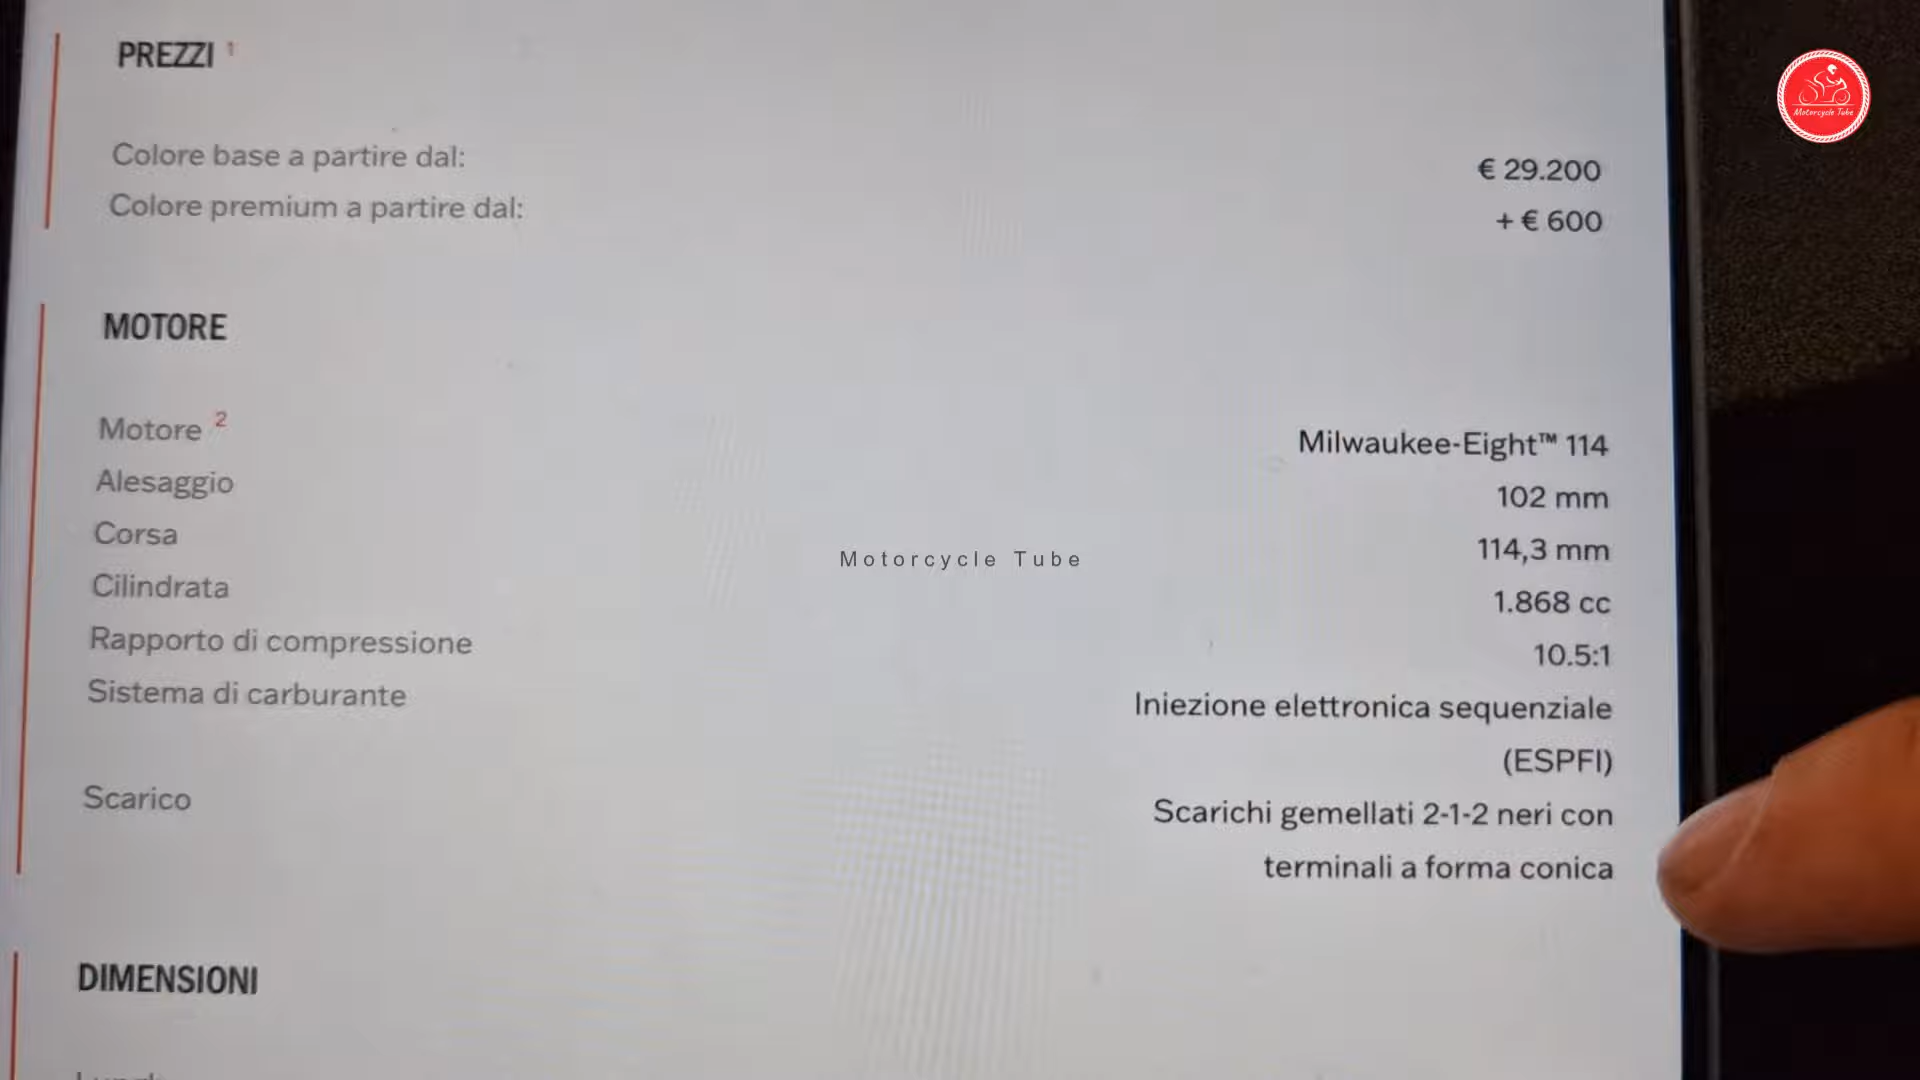 PREZZI 1
Colore base a partire dal: € 29.200
Colore premium a partire dal: + € 600
MOTORE
Motore 2 Milwaukee-Eight™ 114
Alesaggio 102 mm
Corsa 114,3 mm
Cilindrata 1.868 cc
Rapporto di compressione 10.5:1
Sistema di carburante Iniezione elettronica sequenziale
(ESPFI)
Scarico Scarichi gemellati 2-1-2 neri con
terminali a forma conica
DIMENSIONI
Motorcycle Tube
Motorcycle Tube